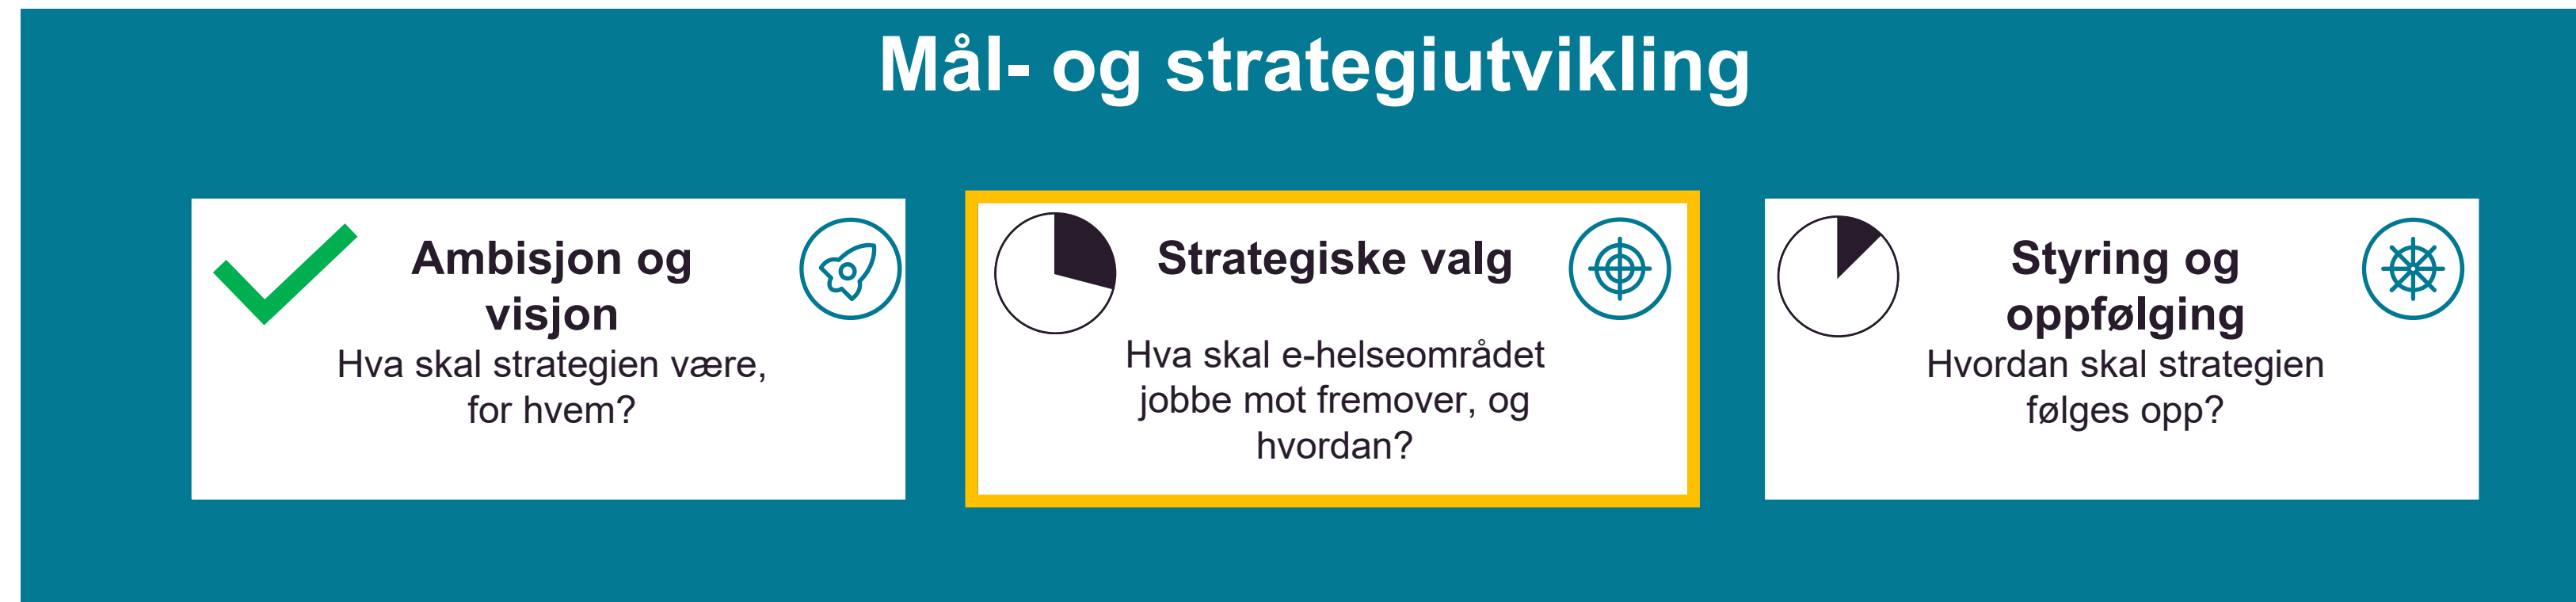 Mål- og strategiutvikling
Ambisjon og
visjon
Hva skal strategien være,
for hvem?
Strategiske valg
Hva skal e-helseområdet
jobbe mot fremover, og
hvordan?
Styring og
oppfølging
Hvordan skal strategien
følges opp?